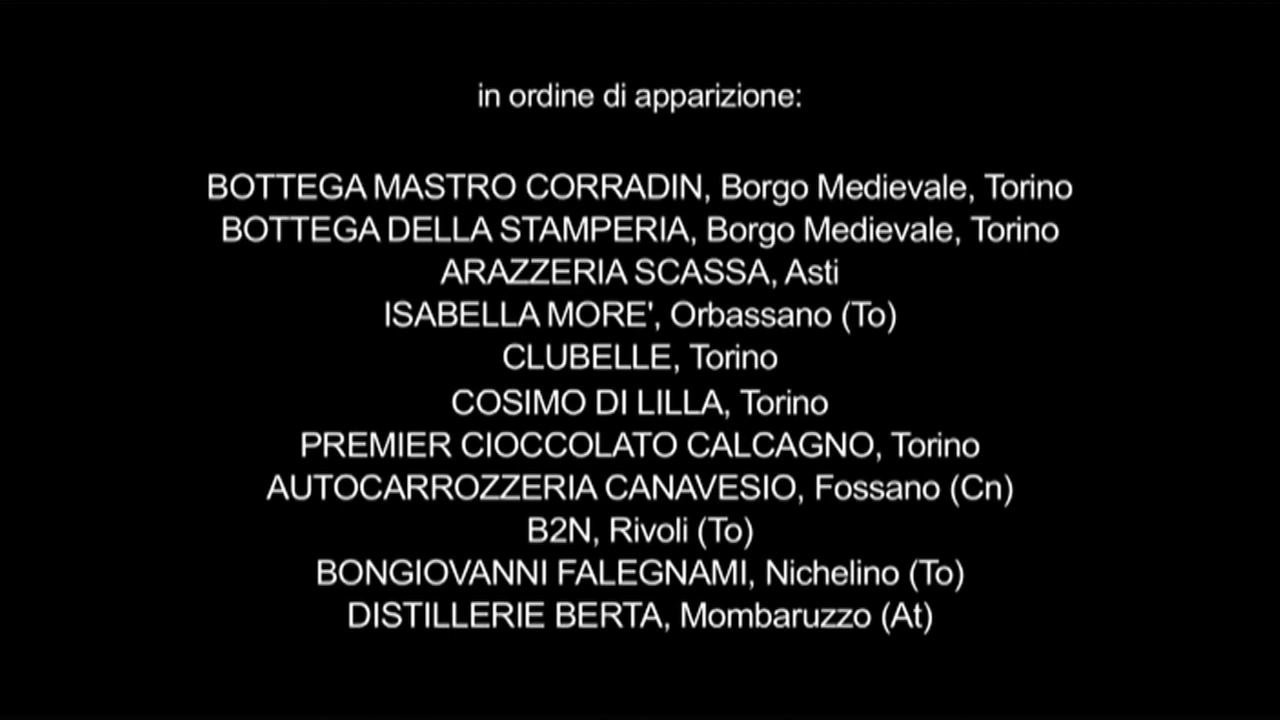 in ordine di apparizione:
BOTTEGA MASTRO CORRADIN, Borgo Medievale, Torino
BOTTEGA DELLA STAMPERIA, Borgo Medievale, Torino
ARAZZERIA SCASSA, Asti
ISABELLA MORE', Orbassano (To)
CLUBELLE, Torino
COSIMO DI LILLA, Torino
PREMIER CIOCCOLATO CALCAGNO, Torino
AUTOCARROZZERIA CANAVESIO, Fossano (Cn)
B2N, Rivoli (To)
BONGIOVANNI FALEGNAMI, Nichelino (To)
DISTILLERIE BERTA, Mombaruzzo (At)